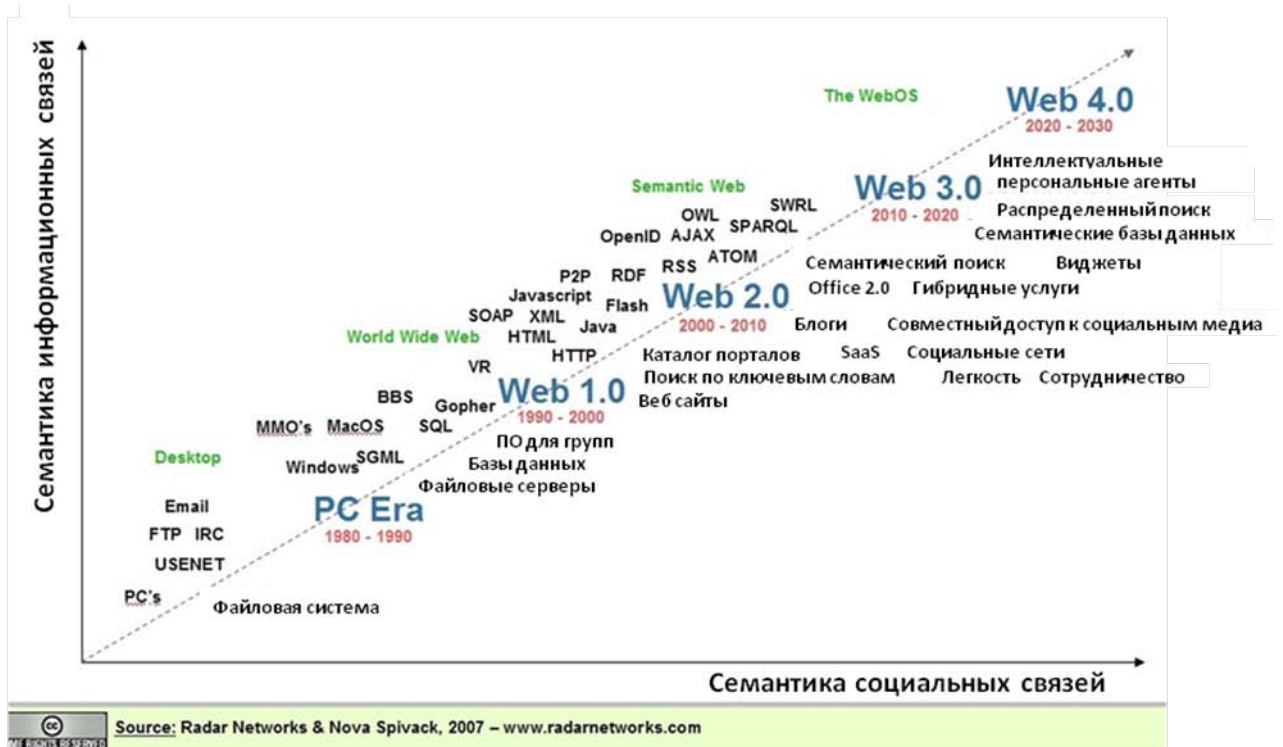 Семантика информационных связей
The WebOS
Web 4.0
2020 - 2030
Интеллектуальные
персональные агенты
Semantic Web
Web 3.0
2010 - 2020
Распределенный поиск
Семантические базы данных
SWRL
OWL
SPARQL
OpenID AJAX
ATOM
RSS
P2P RDF
Семантический поиск Виджеты
Office 2.0 Гибридные услуги
Javascript
Flash
Web 2.0
2000 - 2010
SOAP XML
Java
Блоги Совместный доступ к социальным медиа
World Wide Web
HTML
HTTP
Каталог порталов SaaS Социальные сети
VR
Поиск по ключевым словам Легкость Сотрудничество
Web 1.0
1990 - 2000
Веб сайты
BBS
Gopher
MMO's MacOS SQL
ПО для групп
Desktop
Windows
SGML
Базы данных
Файловые серверы
PC Era
1980 - 1990
Email
FTP IRC
USENET
PC's
Файловая система
Семантика социальных связей
cc
Source: Radar Networks & Nova Spivack, 2007 – www.radarnetworks.com